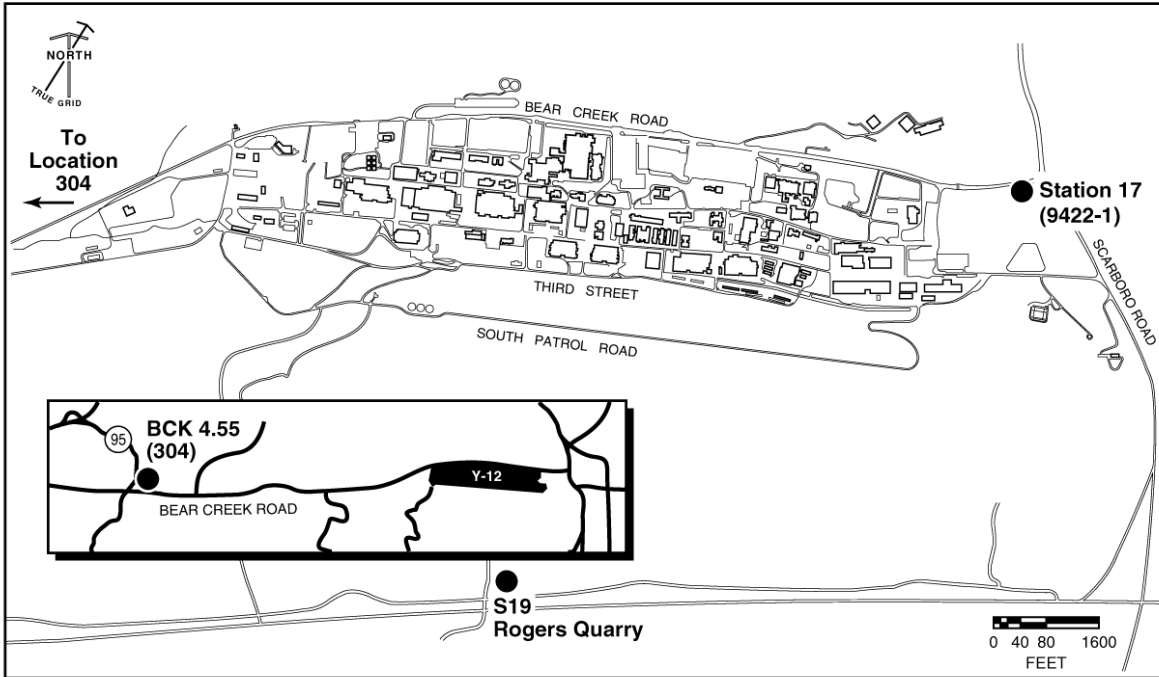 NORTH
TRUE
GRID
To
Location
304
BEAR CREEK ROAD
Station 17
(9422-1)
SCARBORO ROAD
THIRD STREET
SOUTH PATROL ROAD
95
BCK 4.55
(304)
Y-12
BEAR CREEK ROAD
S19
Rogers Quarry
0 40 80 1600
FEET